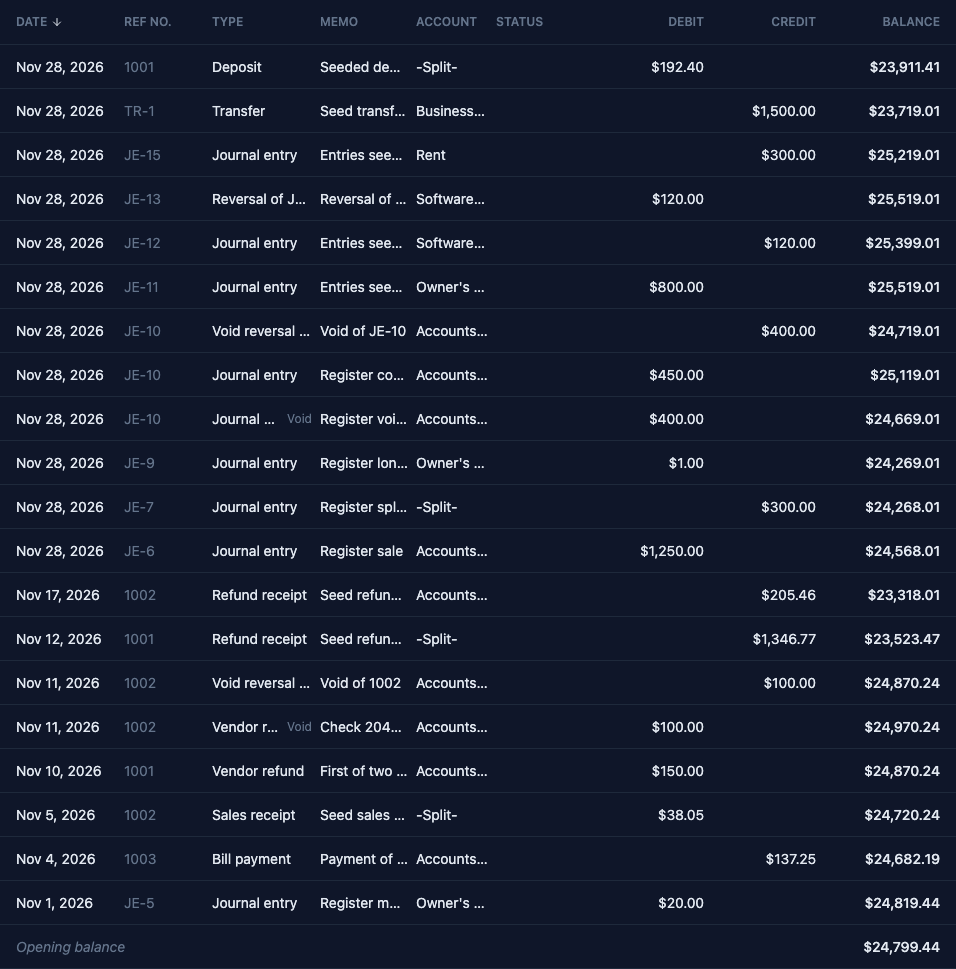 DATE ↓ REF NO. TYPE MEMO ACCOUNT STATUS DEBIT CREDIT BALANCE
Nov 28, 2026 1001 Deposit Seeded de... -Split- $192.40 $23,911.41
Nov 28, 2026 TR-1 Transfer Seed transf... Business... $1,500.00 $23,719.01
Nov 28, 2026 JE-15 Journal entry Entries see... Rent $300.00 $25,219.01
Nov 28, 2026 JE-13 Reversal of J... Reversal of ... Software... $120.00 $25,519.01
Nov 28, 2026 JE-12 Journal entry Entries see... Software... $120.00 $25,399.01
Nov 28, 2026 JE-11 Journal entry Entries see... Owner's ... $800.00 $25,519.01
Nov 28, 2026 JE-10 Void reversal ... Void of JE-10 Accounts... $400.00 $24,719.01
Nov 28, 2026 JE-10 Journal entry Register co... Accounts... $450.00 $25,119.01
Nov 28, 2026 JE-10 Journal ... Void Register voi... Accounts... $400.00 $24,669.01
Nov 28, 2026 JE-9 Journal entry Register lon... Owner's ... $1.00 $24,269.01
Nov 28, 2026 JE-7 Journal entry Register spl... -Split- $300.00 $24,268.01
Nov 28, 2026 JE-6 Journal entry Register sale Accounts... $1,250.00 $24,568.01
Nov 17, 2026 1002 Refund receipt Seed refun... Accounts... $205.46 $23,318.01
Nov 12, 2026 1001 Refund receipt Seed refun... -Split- $1,346.77 $23,523.47
Nov 11, 2026 1002 Void reversal ... Void of 1002 Accounts... $100.00 $24,870.24
Nov 11, 2026 1002 Vendor r... Void Check 204... Accounts... $100.00 $24,970.24
Nov 10, 2026 1001 Vendor refund First of two ... Accounts... $150.00 $24,870.24
Nov 5, 2026 1002 Sales receipt Seed sales ... -Split- $38.05 $24,720.24
Nov 4, 2026 1003 Bill payment Payment of ... Accounts... $137.25 $24,682.19
Nov 1, 2026 JE-5 Journal entry Register m... Owner's ... $20.00 $24,819.44
Opening balance $24,799.44